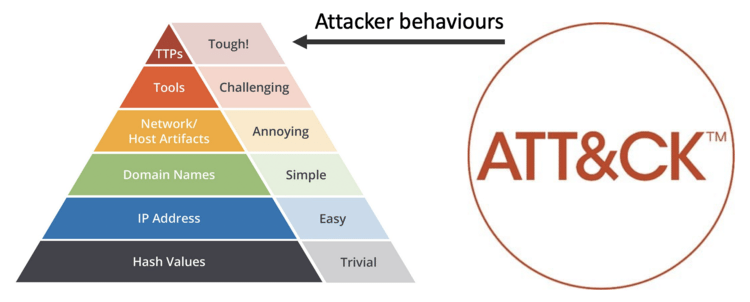 Attacker behaviours
TTPs
Tough!
Tools
Challenging
Network/
Host Artifacts
Annoying
Domain Names
Simple
IP Address
Easy
Hash Values
Trivial
ATT&CK™